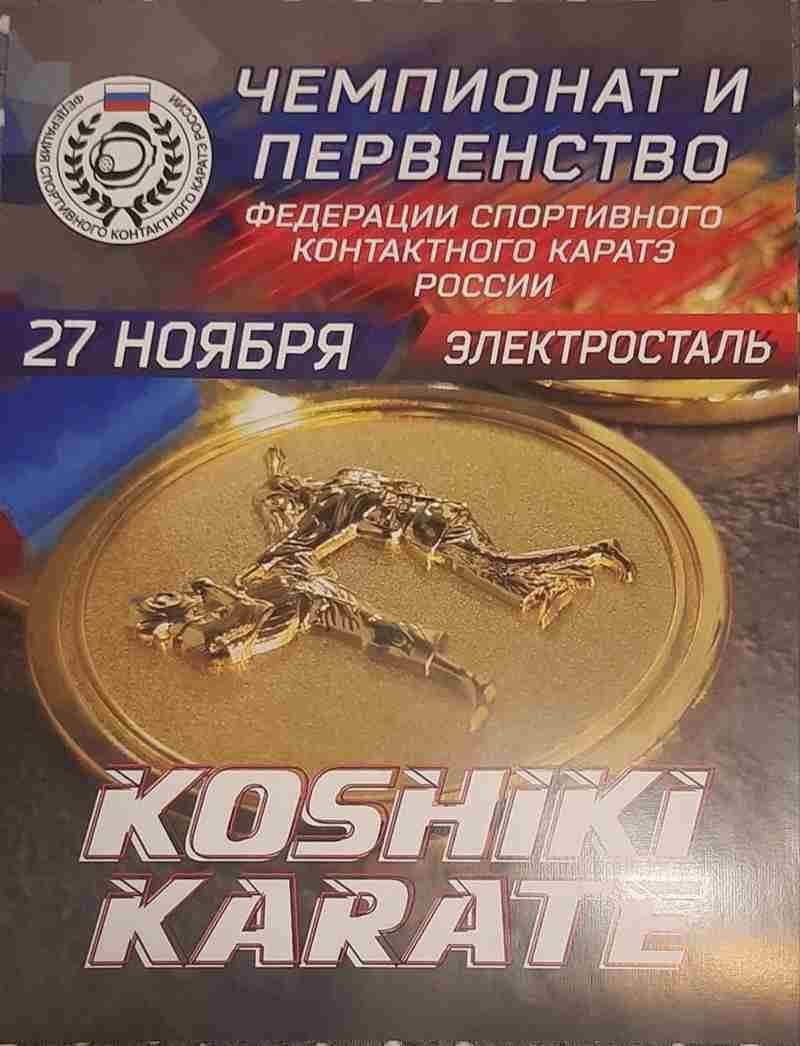 ФЕДЕРАЦИЯ СПОРТИВНОГО КОНТАКТНОГО КАРАТЭ РОССИИ
ЧЕМПИОНАТ И
ПЕРВЕНСТВО
ФЕДЕРАЦИИ СПОРТИВНОГО
КОНТАКТНОГО КАРАТЭ
РОССИИ
27 НОЯБРЯ
ЭЛЕКТРОСТАЛЬ
KOSHIKI
KARATE